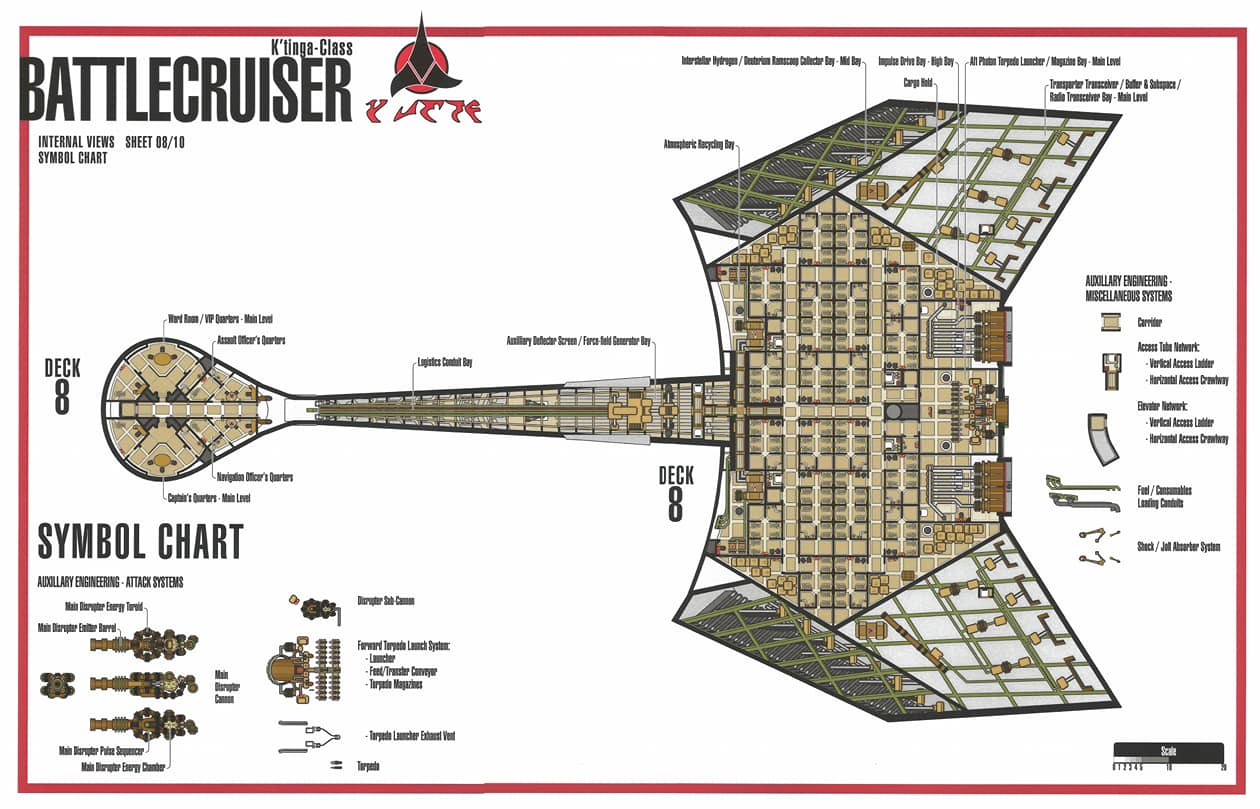 K'tinga-Class
BATTLECRUISER
INTERNAL VIEWS SHEET 08/10
SYMBOL CHART
Interstellar Hydrogen / Deuterium Ramscoop Collector Bay - Mid Bay
Impulse Drive Bay - High Bay
Aft Photon Torpedo Launcher / Magazine Bay - Main Level
Cargo Hold
Transporter Transceiver / Buffer & Subspace /
Radio Transceiver Bay - Main Level
Atmospheric Recycling Bay
DECK
8
Ward Room / VIP Quarters - Main Level
Assault Officer's Quarters
Logistics Conduit Bay
Auxilliary Deflector Screen / Force-field Generator Bay
Navigation Officer's Quarters
Captain's Quarters - Main Level
DECK
8
AUXILLARY ENGINEERING -
MISCELLANEOUS SYSTEMS
Corridor
Access Tube Network:
- Vertical Access Ladder
- Horizontal Access Crawlway
Elevator Network:
- Vertical Access Ladder
- Horizontal Access Crawlway
Fuel / Consumables
Loading Conduits
Shock / Jolt Absorber System
SYMBOL CHART
AUXILLARY ENGINEERING - ATTACK SYSTEMS
Main Disrupter Energy Toroid
Main Disrupter Emitter Barrel
Main
Disrupter
Cannon
Main Disrupter Pulse Sequencer
Main Disrupter Energy Chamber
Disrupter Sub-Cannon
Forward Torpedo Launch System:
- Launcher
- Feed/Transfer Conveyor
- Torpedo Magazines
- Torpedo Launcher Exhaust Vent
Torpedo
Scale
0 1 2 3 4 5 10 20